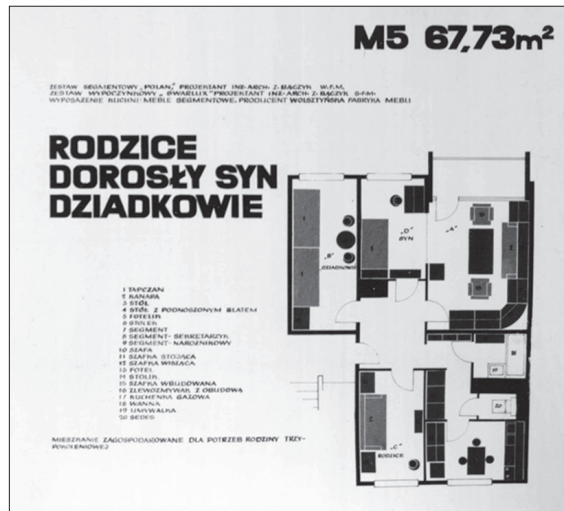 M5 67,73m²
ZESTAW SEGMENTOWY „POLAN," PROJEKTANT INŻ-ARCH. Z. BĄCZYK W.F.M.
ZESTAW WYPOCZYNKOWY „SWARLUX" PROJEKTANT INŻ-ARCH. Z. BĄCZYK S.F.M.
WYPOSAŻENIE KUCHNI-MEBLE SEGMENTOWE, PRODUCENT WOLSZTYŃSKA FABRYKA MEBLI
RODZICE
DOROSŁY SYN
DZIADKOWIE
1 TAPCZAN
2 KANAPA
3 STÓŁ
4 STÓŁ Z PODNOSZONYM BLATEM
5 FOTELIK
6 STOŁEK
7 SEGMENT
8 SEGMENT-SEKRETARZYK
9 SEGMENT-NAROŻNIKOWY
10 SZAFA
11 SZAFKA STOJĄCA
12 SZAFKA WISZĄCA
13 FOTEL
14 STOLIK
15 SZAFKA WBUDOWANA
16 ZLEWOZMYWAK Z OBUDOWĄ
17 KUCHENKA GAZOWA
18 WANNA
19 UMYWALKA
20 SEDES
MIESZKANIE ZAGOSPODAROWANE DLA POTRZEB RODZINY TRZY-
POKOLENIOWEJ
„B"
DZIADKOWIE
„D"
SYN
„A"
„C"
RODZICE